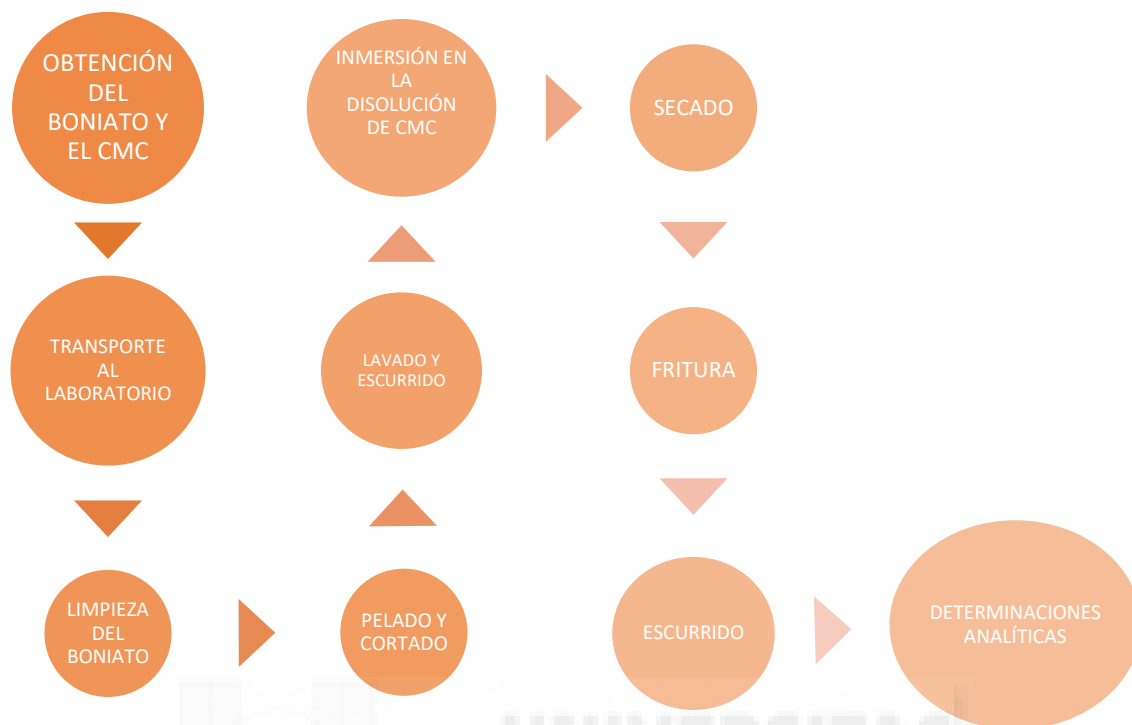 OBTENCIÓN
DEL
BONIATO Y
EL CMC
TRANSPORTE
AL
LABORATORIO
LIMPIEZA
DEL
BONIATO
PELADO Y
CORTADO
LAVADO Y
ESCURRIDO
INMERSIÓN EN
LA
DISOLUCIÓN
DE CMC
SECADO
FRITURA
ESCURRIDO
DETERMINACIONES
ANALÍTICAS